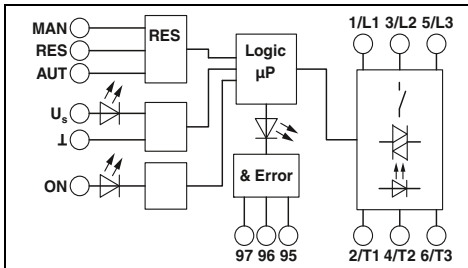 MAN
RES
AUT
RES
Us
⊥
ON
Logic
µP
& Error
97 96 95
1/L1 3/L2 5/L3
2/T1 4/T2 6/T3